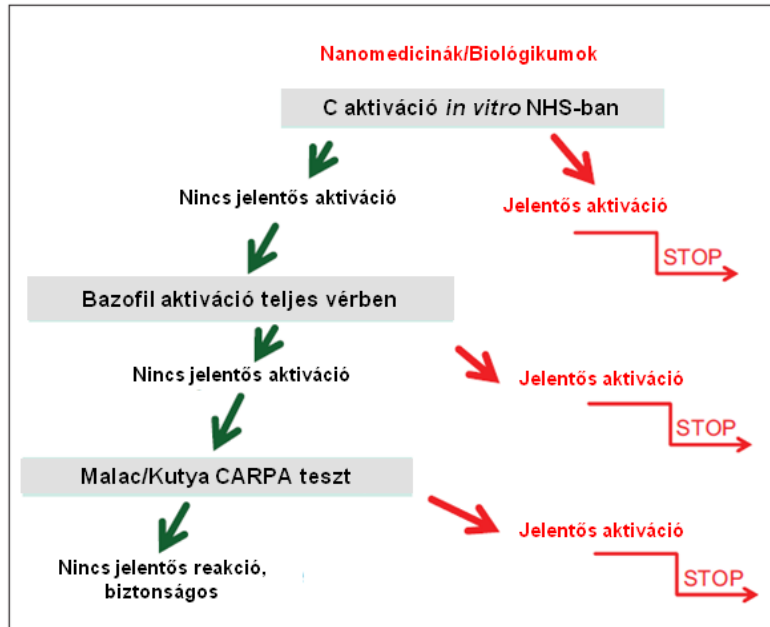 Nanomedicinák/Biológikumok
C aktiváció in vitro NHS-ban
Nincs jelentős aktiváció
Jelentős aktiváció
STOP
Bazofil aktiváció teljes vérben
Nincs jelentős aktiváció
Jelentős aktiváció
STOP
Malac/Kutya CARPA teszt
Jelentős aktiváció
STOP
Nincs jelentős reakció,
biztonságos